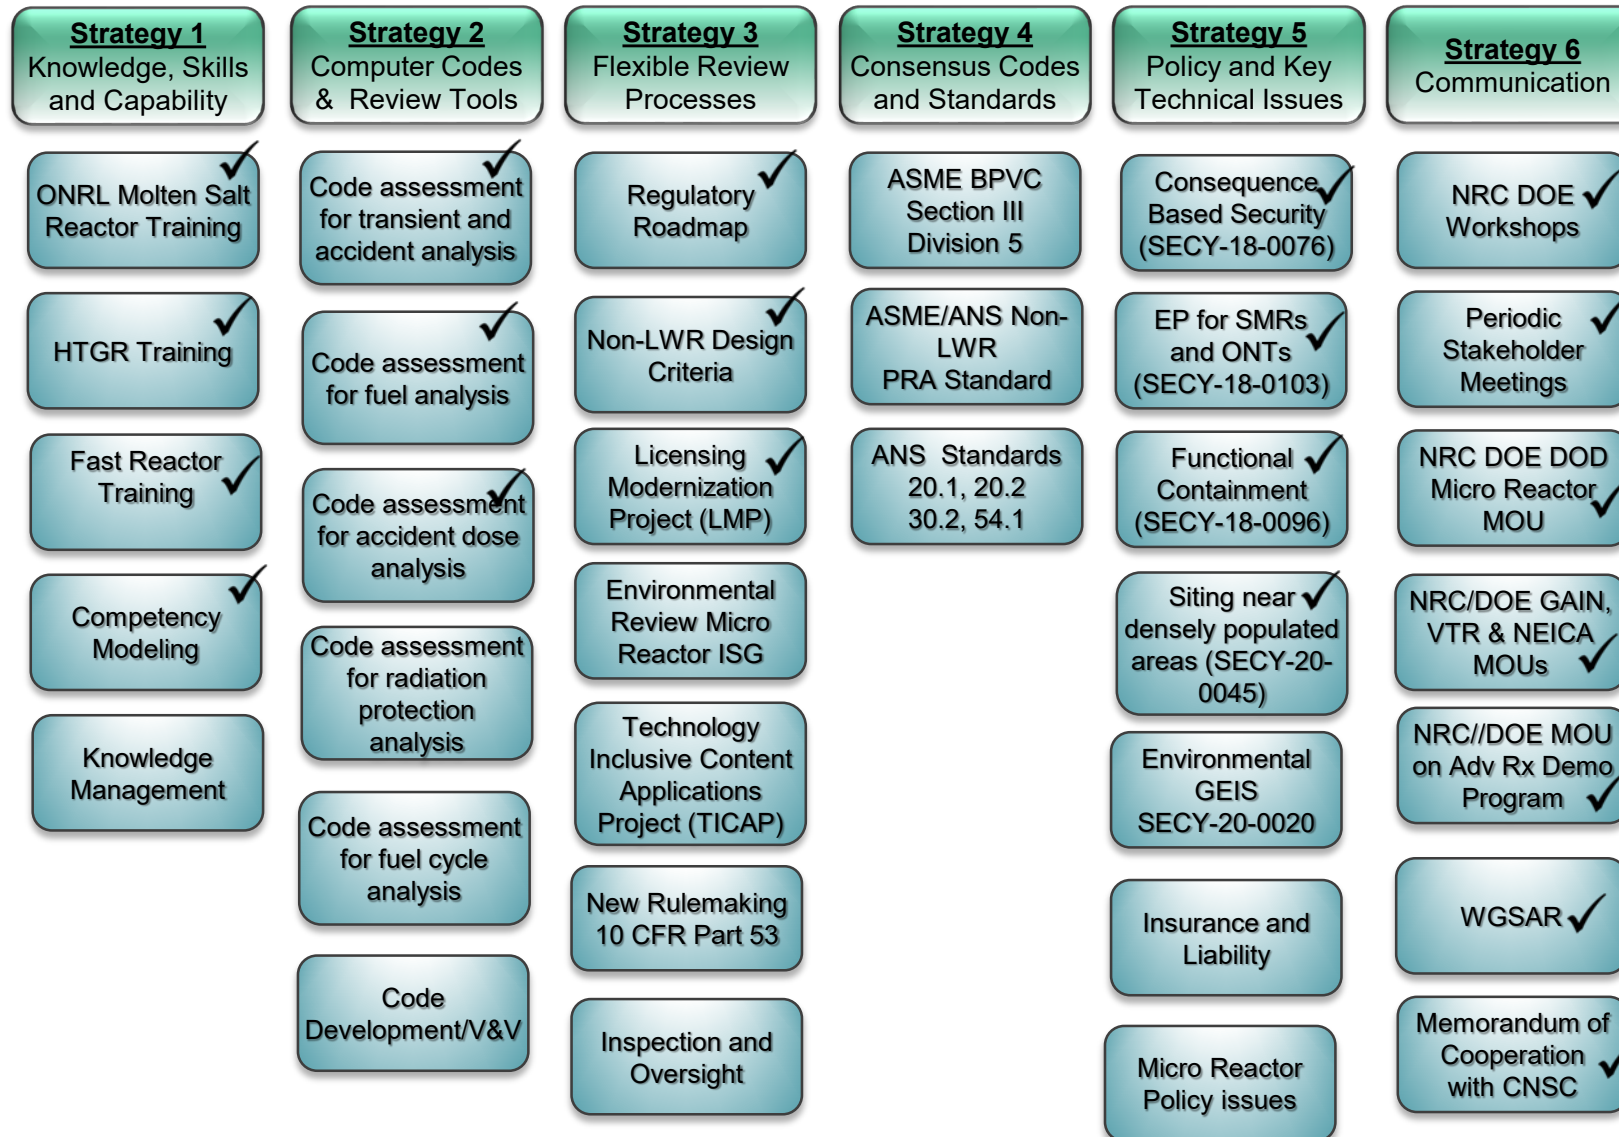 Strategy 1
Knowledge, Skills
and Capability
ONRL Molten Salt
Reactor Training
HTGR Training
Fast Reactor
Training
Competency
Modeling
Knowledge
Management
Strategy 2
Computer Codes
& Review Tools
Code assessment
for transient and
accident analysis
Code assessment
for fuel analysis
Code assessment
for accident dose
analysis
Code assessment
for radiation
protection
analysis
Code assessment
for fuel cycle
analysis
Code
Development/V&V
Strategy 3
Flexible Review
Processes
Regulatory
Roadmap
Non-LWR Design
Criteria
Licensing
Modernization
Project (LMP)
Environmental
Review Micro
Reactor ISG
Technology
Inclusive Content
Applications
Project (TICAP)
New Rulemaking
10 CFR Part 53
Inspection and
Oversight
Strategy 4
Consensus Codes
and Standards
ASME BPVC
Section III
Division 5
ASME/ANS Non-
LWR
PRA Standard
ANS Standards
20.1, 20.2
30.2, 54.1
Strategy 5
Policy and Key
Technical Issues
Consequence
Based Security
(SECY-18-0076)
EP for SMRs
and ONTs
(SECY-18-0103)
Functional
Containment
(SECY-18-0096)
Siting near
densely populated
areas (SECY-20-
0045)
Environmental
GEIS
SECY-20-0020
Insurance and
Liability
Micro Reactor
Policy issues
Strategy 6
Communication
NRC DOE
Workshops
Periodic
Stakeholder
Meetings
NRC DOE DOD
Micro Reactor
MOU
NRC/DOE GAIN,
VTR & NEICA
MOUs
NRC//DOE MOU
on Adv Rx Demo
Program
WGSAR
Memorandum of
Cooperation
with CNSC